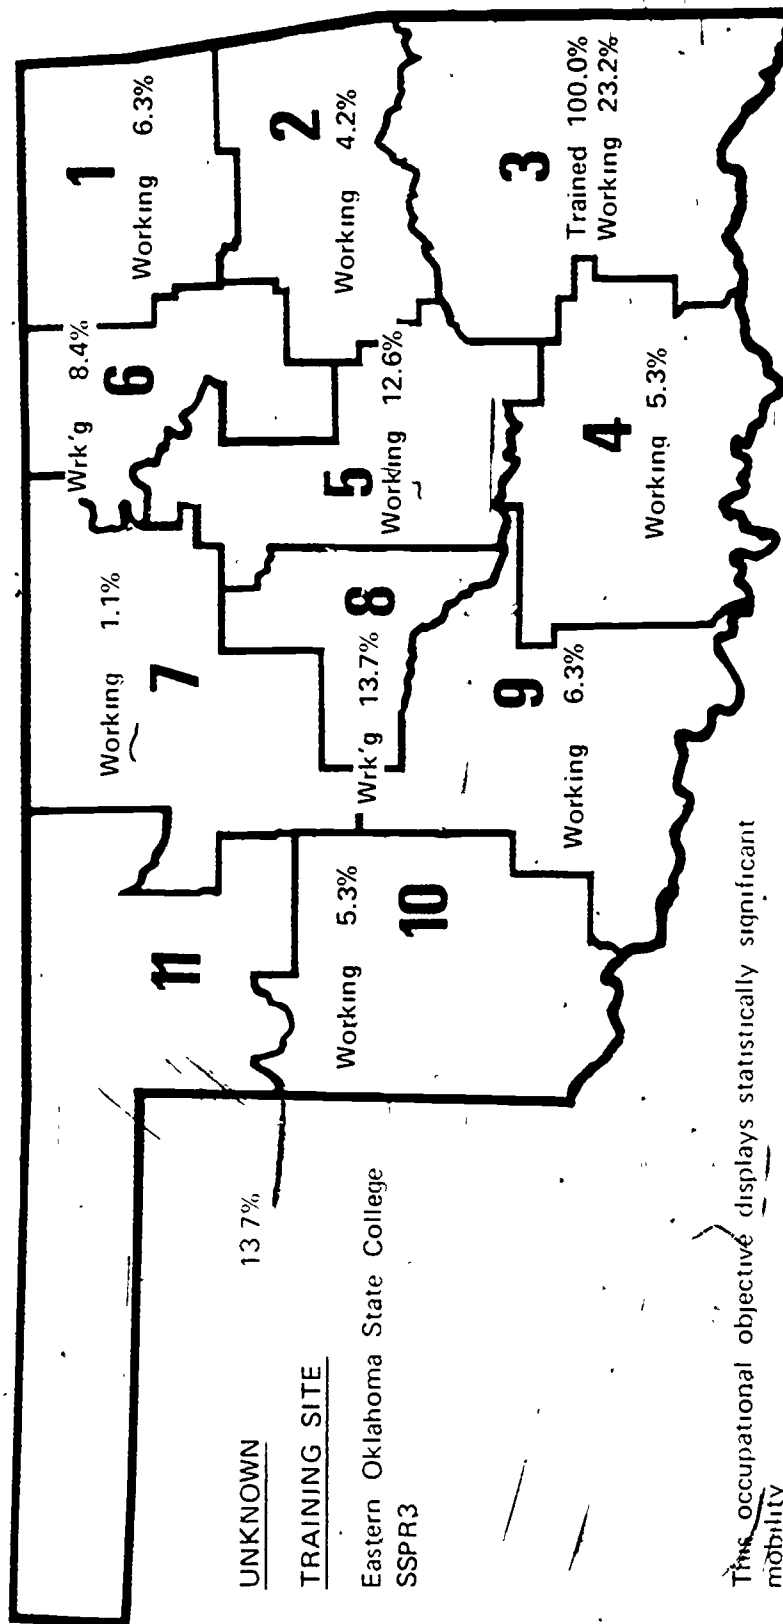 1
Working 6.3%
2
Working 4.2%
3
Trained 100.0%
Working 23.2%
4
Working 5.3%
5
Working 12.6%
6
Wrk'g 8.4%
7
Working 1.1%
8
Wrk'g 13.7%
9
Working 6.3%
10
Working 5.3%
11
UNKNOWN 13 7%
TRAINING SITE
Eastern Oklahoma State College
SSPR3
This occupational objective displays statistically significant
mobility